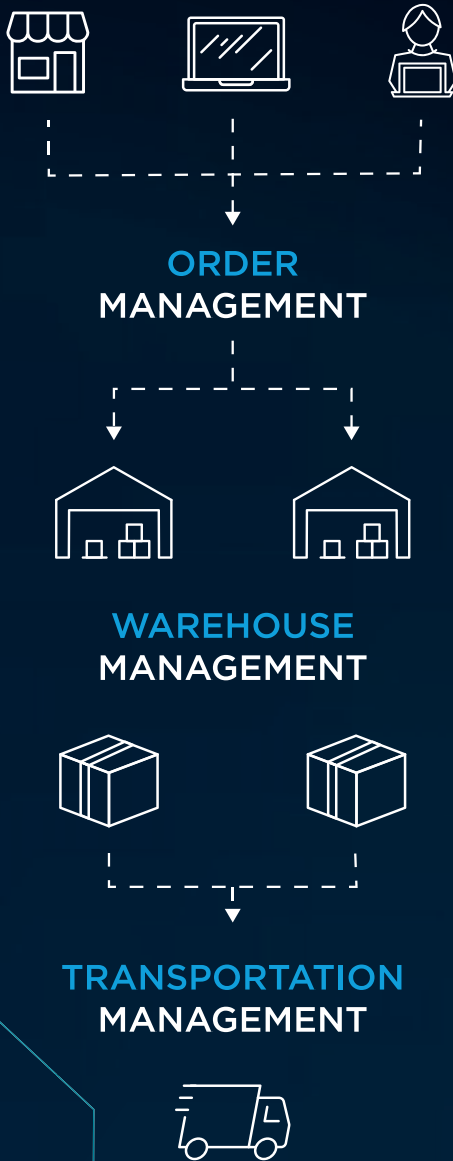 ORDER
MANAGEMENT
WAREHOUSE
MANAGEMENT
TRANSPORTATION
MANAGEMENT